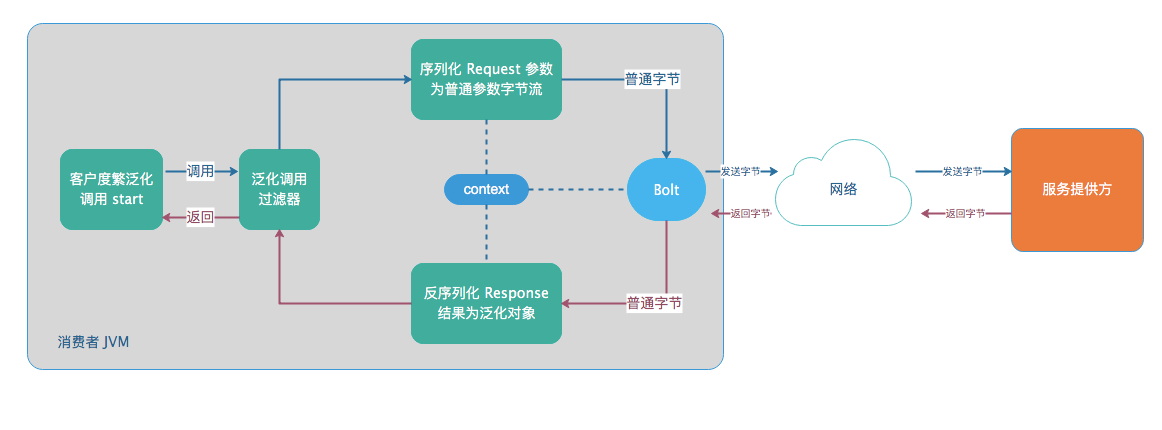 序列化 Request 参数
为普通参数字节流
普通字节
客户度繁泛化
调用 start
调用
返回
泛化调用
过滤器
context
Bolt
发送字节
返回字节
网络
发送字节
返回字节
服务提供方
反序列化 Response
结果为泛化对象
普通字节
消费者 JVM